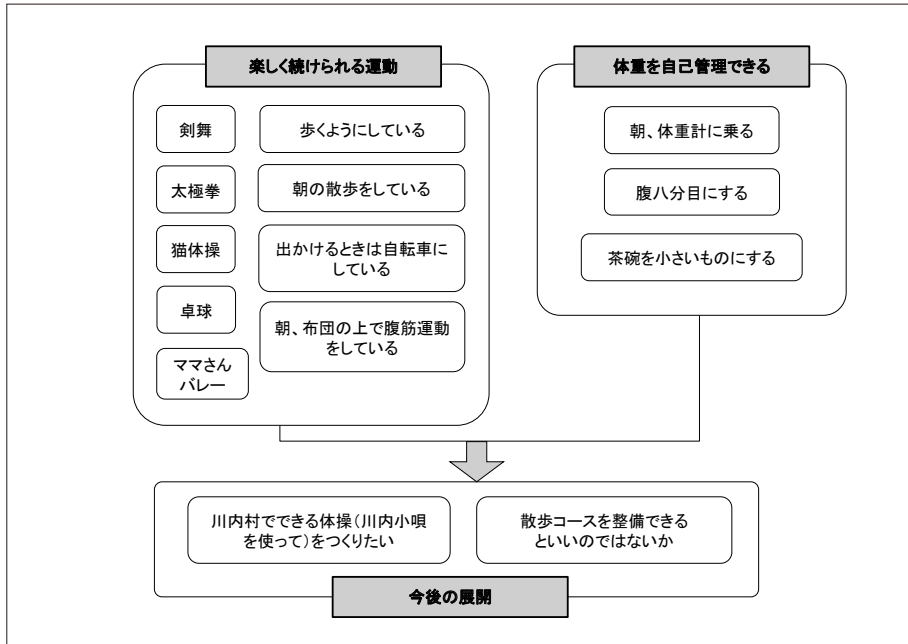 楽しく続けられる運動
剣舞
太極拳
猫体操
卓球
ママさん
バレー
歩くようにしている
朝の散歩をしている
出かけるときは自転車に
している
朝、布団の上で腹筋運動
をしている
体重を自己管理できる
朝、体重計に乗る
腹八分目にする
茶碗を小さいものにする
川内村でできる体操(川内小唄
を使って)をつくりたい
散歩コースを整備できる
といいのではないか
今後の展開